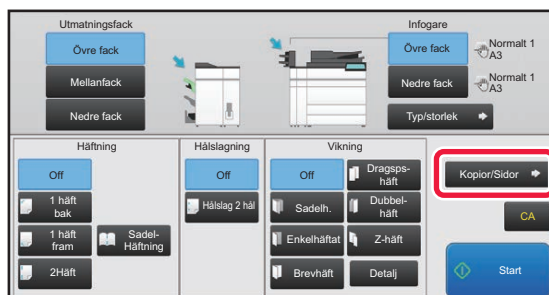 Utmatningsfack
Övre fack
Mellanfack
Nedre fack
Infogare
Övre fack
Normalt 1
A3
Nedre fack
Normalt 1
A3
Typ/storlek
Häftning
Off
1 häft
bak
1 häft
fram
Sadel-
Häftning
2Häft
Hålslagning
Off
Hålslag 2 hål
Vikning
Off
Dragsps-
häft
Sadelh.
Dubbel-
häft
Enkelhäftat
Z-häft
Brevhäft
Detalj
Kopior/Sidor
CA
Start